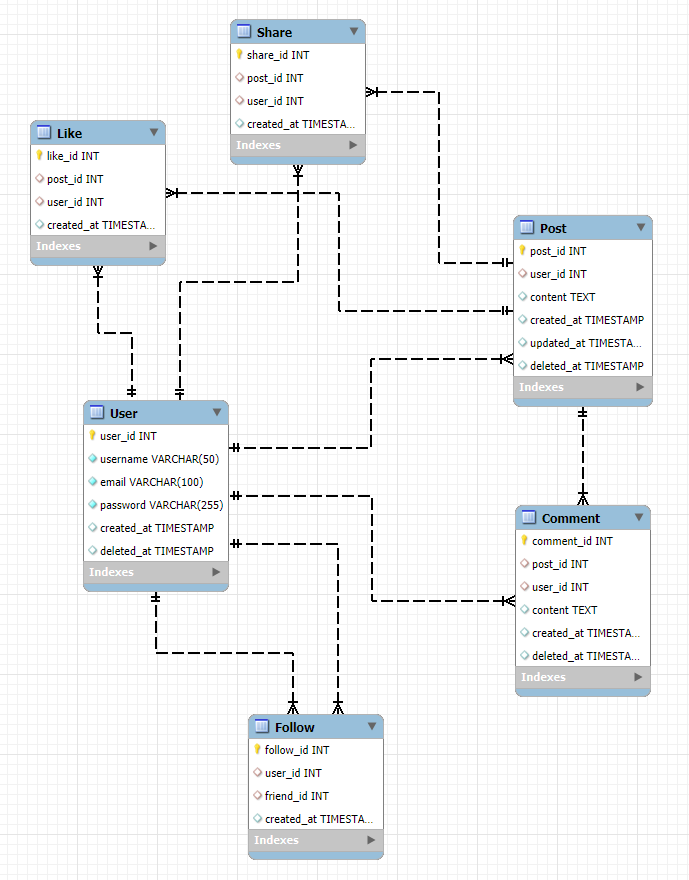 Share
share_id INT
post_id INT
user_id INT
created_at TIMESTA...
Indexes
Like
like_id INT
post_id INT
user_id INT
created_at TIMESTA...
Indexes
Post
post_id INT
user_id INT
content TEXT
created_at TIMESTAMP
updated_at TIMESTA...
deleted_at TIMESTAMP
Indexes
User
user_id INT
username VARCHAR(50)
email VARCHAR(100)
password VARCHAR(255)
created_at TIMESTAMP
deleted_at TIMESTAMP
Indexes
Comment
comment_id INT
post_id INT
user_id INT
content TEXT
created_at TIMESTA...
deleted_at TIMESTA...
Indexes
Follow
follow_id INT
user_id INT
friend_id INT
created_at TIMESTA...
Indexes